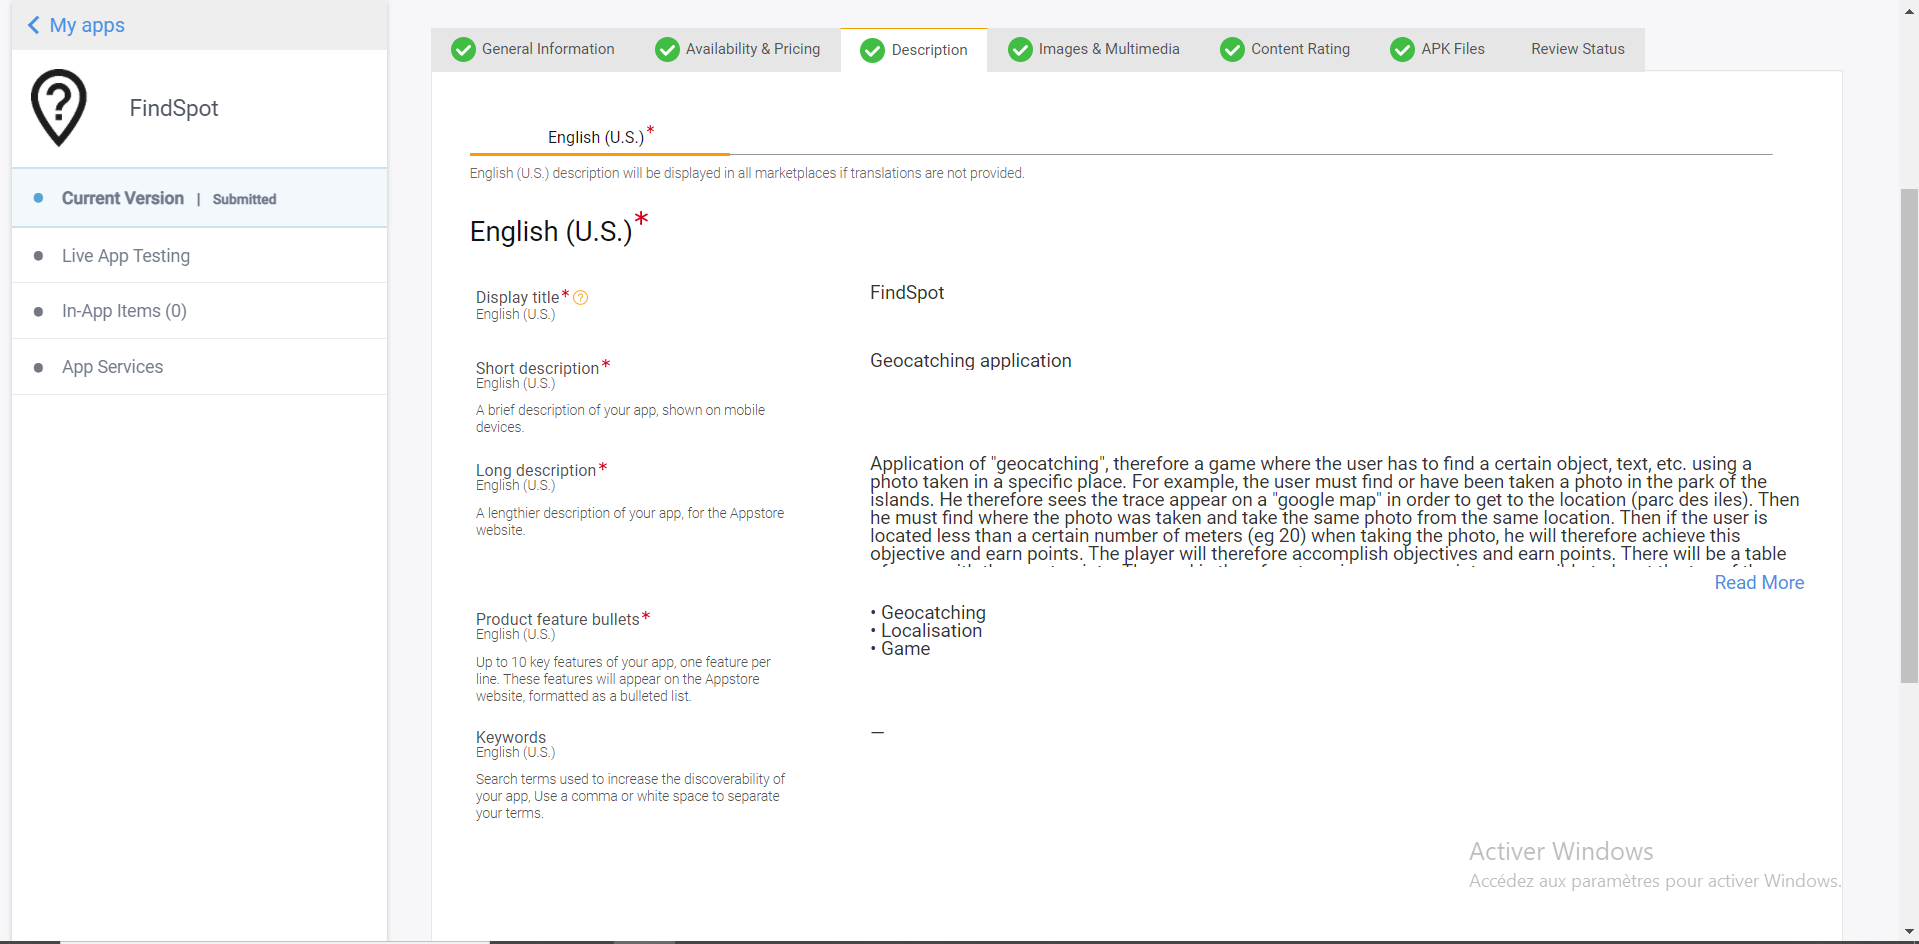 My apps
FindSpot
Current Version | Submitted
Live App Testing
In-App Items (0)
App Services
General Information
Availability & Pricing
Description
Images & Multimedia
Content Rating
APK Files
Review Status
English (U.S.)*
English (U.S.) description will be displayed in all marketplaces if translations are not provided.
English (U.S.)*
Display title* ?
English (U.S.)
FindSpot
Short description*
English (U.S.)
A brief description of your app, shown on mobile
devices.
Geocatching application
Long description*
English (U.S.)
A lengthier description of your app, for the Appstore
website.
Application of "geocatching", therefore a game where the user has to find a certain object, text, etc. using a
photo taken in a specific place. For example, the user must find or have been taken a photo in the park of the
islands. He therefore sees the trace appear on a "google map" in order to get to the location (parc des iles). Then
he must find where the photo was taken and take the same photo from the same location. Then if the user is
located less than a certain number of meters (eg 20) when taking the photo, he will therefore achieve this
objective and earn points. The player will therefore accomplish objectives and earn points. There will be a table
Read More
Product feature bullets*
English (U.S.)
Up to 10 key features of your app, one feature per
line. These features will appear on the Appstore
website, formatted as a bulleted list.
• Geocatching
• Localisation
• Game
Keywords
English (U.S.)
Search terms used to increase the discoverability of
your app, Use a comma or white space to separate
your terms.
—
Activer Windows
Accédez aux paramètres pour activer Windows.